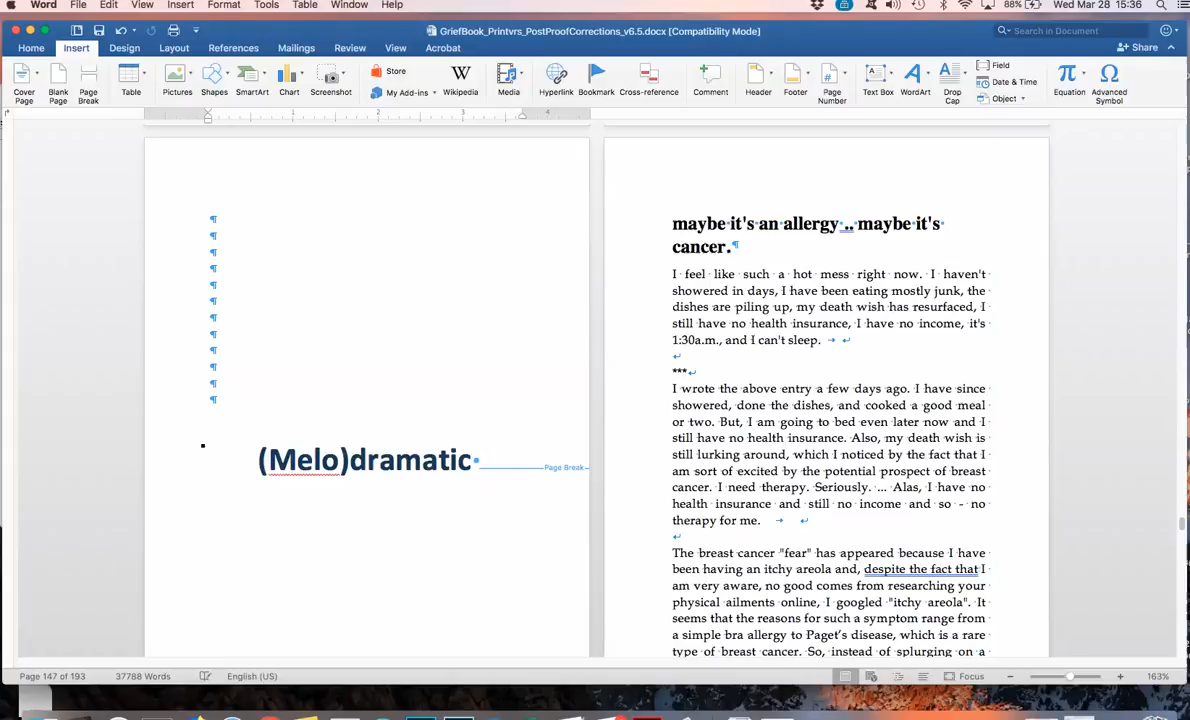 Word File Edit View Insert Format Tools Table Window Help 88% Wed Mar 28 15:36
GriefBook_Printvrs_PostProofCorrections_v6.5.docx [Compatibility Mode]
Search in Document
Home Insert Design Layout References Mailings Review View Acrobat
Share
Cover Page
Blank Page
Page Break
Table
Pictures
Shapes
SmartArt
Chart
Screenshot
Store
My Add-ins
Wikipedia
Media
Hyperlink
Bookmark
Cross-reference
Comment
Header
Footer
Page Number
Text Box
WordArt
Drop Cap
Field
Date & Time
Object
Equation
Advanced Symbol
1 2 3 4
(Melo)dramatic
Page Break
maybe it's an allergy .. maybe it's
cancer.
I feel like such a hot mess right now. I haven't
showered in days, I have been eating mostly junk, the
dishes are piling up, my death wish has resurfaced, I
still have no health insurance, I have no income, it's
1:30a.m., and I can't sleep.
***
I wrote the above entry a few days ago. I have since
showered, done the dishes, and cooked a good meal
or two. But, I am going to bed even later now and I
still have no health insurance. Also, my death wish is
still lurking around, which I noticed by the fact that I
am sort of excited by the potential prospect of breast
cancer. I need therapy. Seriously. ... Alas, I have no
health insurance and still no income and so - no
therapy for me.
The breast cancer "fear" has appeared because I have
been having an itchy areola and, despite the fact that I
am very aware, no good comes from researching your
physical ailments online, I googled "itchy areola". It
seems that the reasons for such a symptom range from
a simple bra allergy to Paget's disease, which is a rare
type of breast cancer. So, instead of splurging on a
Page 147 of 193 37788 Words English (US) Focus 163%